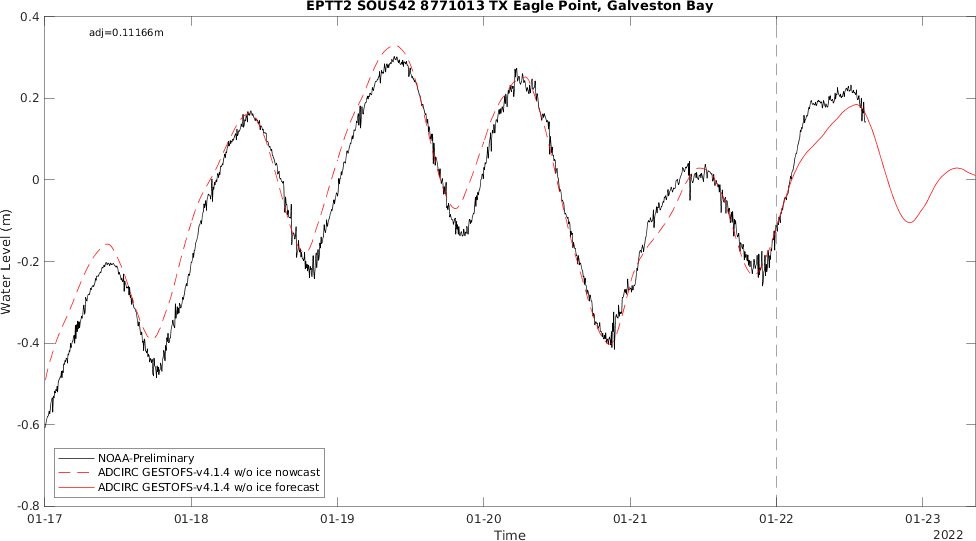 EPTT2 SOUS42 8771013 TX Eagle Point, Galveston Bay
adj=0.11166m
0.4
0.2
0
-0.2
-0.4
-0.6
-0.8
Water Level (m)
NOAA-Preliminary
ADCIRC GESTOFS-v4.1.4 w/o ice nowcast
ADCIRC GESTOFS-v4.1.4 w/o ice forecast
01-17 01-18 01-19 01-20 01-21 01-22 01-23
Time
2022